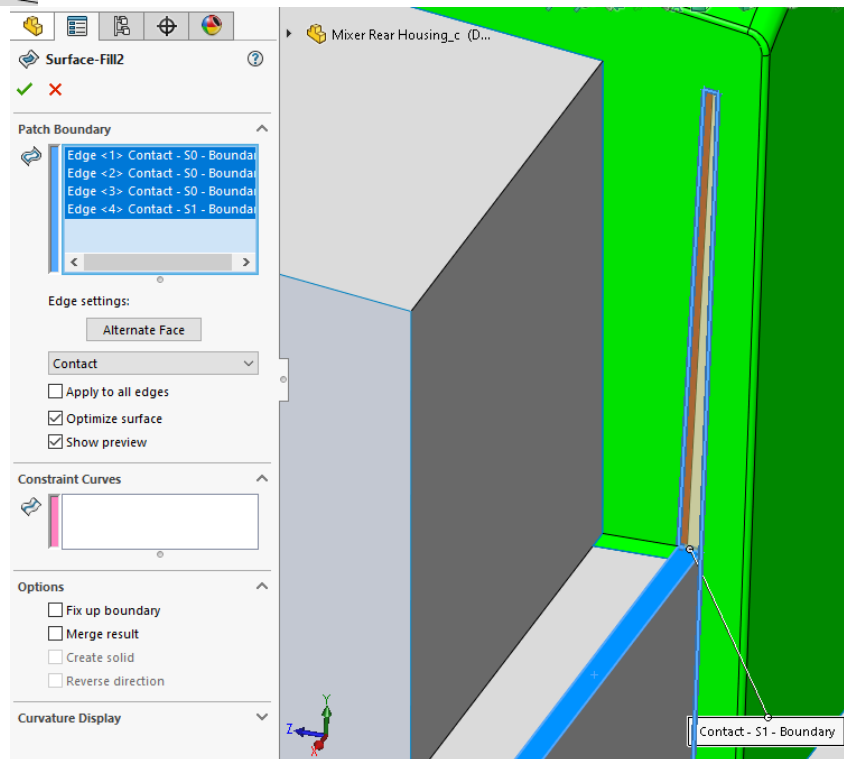 Mixer Rear Housing_c (D...
Surface-Fill2
Patch Boundary
Edge <1> Contact - S0 - Boundar
Edge <2> Contact - S0 - Boundar
Edge <3> Contact - S0 - Boundar
Edge <4> Contact - S1 - Boundar
Edge settings:
Alternate Face
Contact
Apply to all edges
Optimize surface
Show preview
Constraint Curves
Options
Fix up boundary
Merge result
Create solid
Reverse direction
Curvature Display
Y
Z
X
Contact - S1 - Boundary